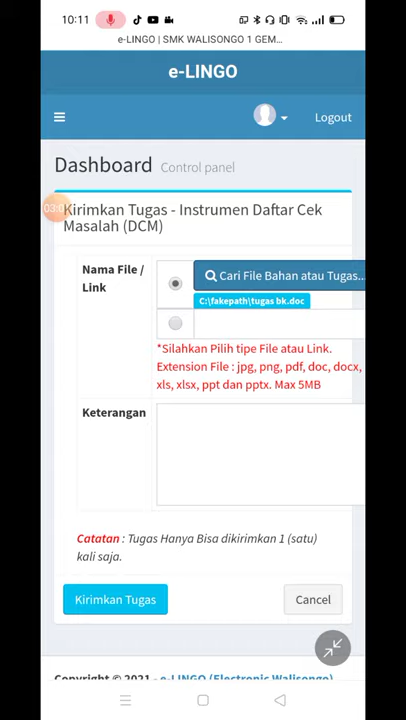 10:11
e-LINGO | SMK WALISONGO 1 GEM...
e-LINGO
Logout
Dashboard Control panel
Kirimkan Tugas - Instrumen Daftar Cek
Masalah (DCM)
Nama File /
Link
Cari File Bahan atau Tugas...
C:\fakepath\tugas bk.doc
*Silahkan Pilih tipe File atau Link.
Extension File : jpg, png, pdf, doc, docx,
xls, xlsx, ppt dan pptx. Max 5MB
Keterangan
Catatan : Tugas Hanya Bisa dikirimkan 1 (satu)
kali saja.
Kirimkan Tugas
Cancel
Copyright © 2021 - e-LINGO (Electronic Walisongo)